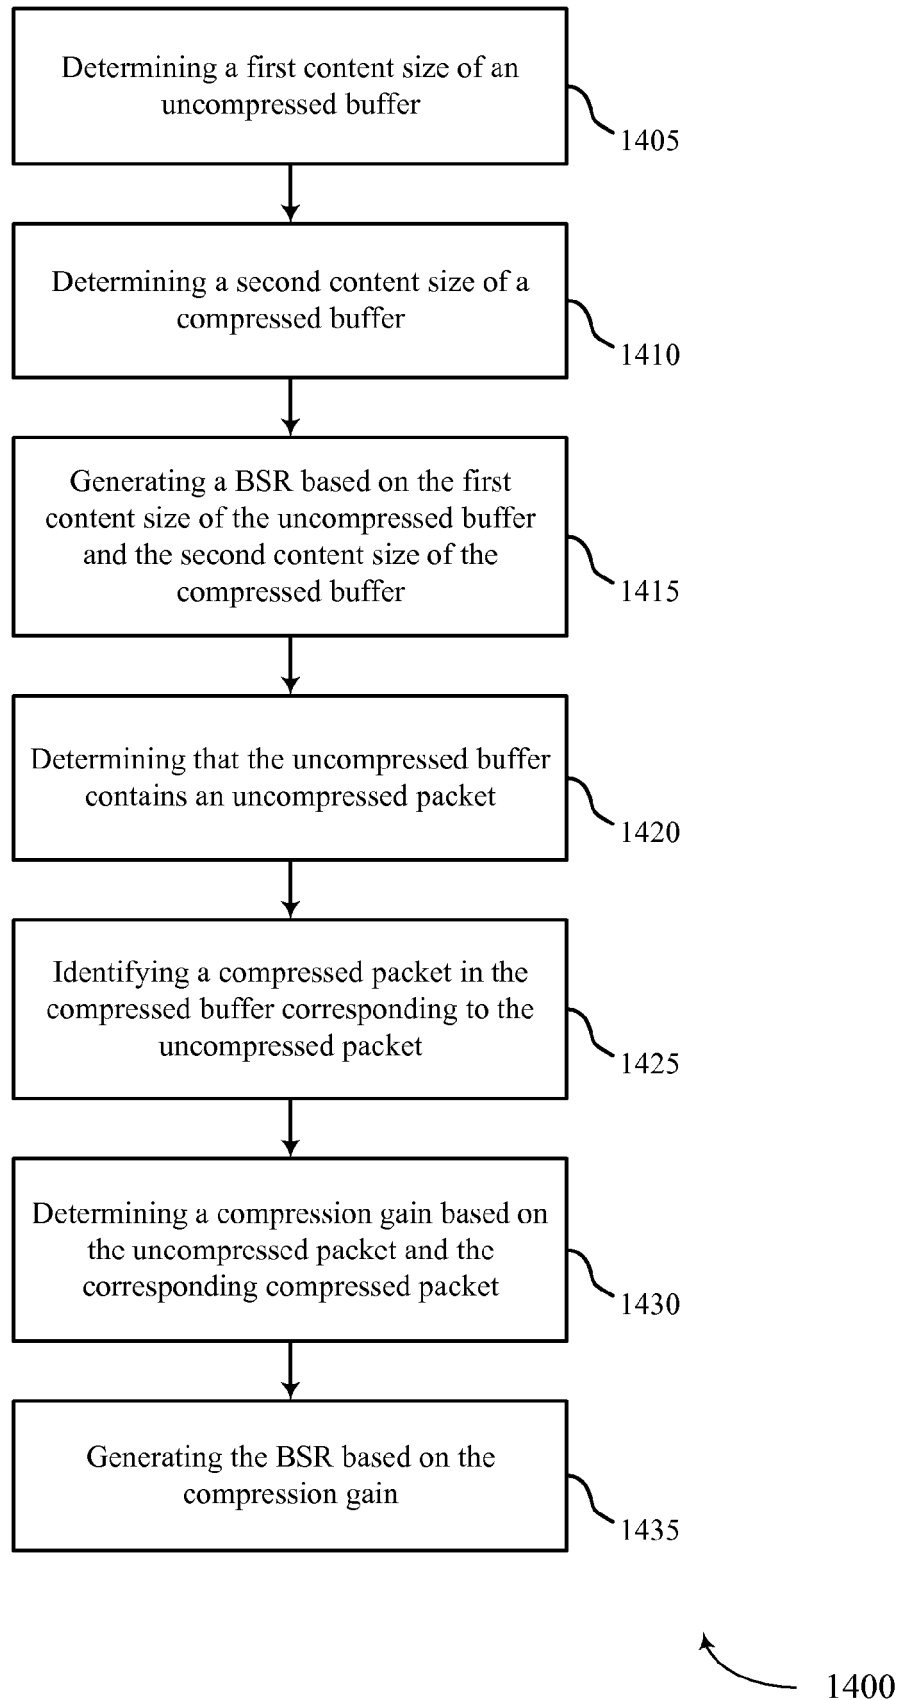 Determining a first content size of an
uncompressed buffer
1405
Determining a second content size of a
compressed buffer
1410
Generating a BSR based on the first
content size of the uncompressed buffer
and the second content size of the
compressed buffer
1415
Determining that the uncompressed buffer
contains an uncompressed packet
1420
Identifying a compressed packet in the
compressed buffer corresponding to the
uncompressed packet
1425
Determining a compression gain based on
the uncompressed packet and the
corresponding compressed packet
1430
Generating the BSR based on the
compression gain
1435
1400